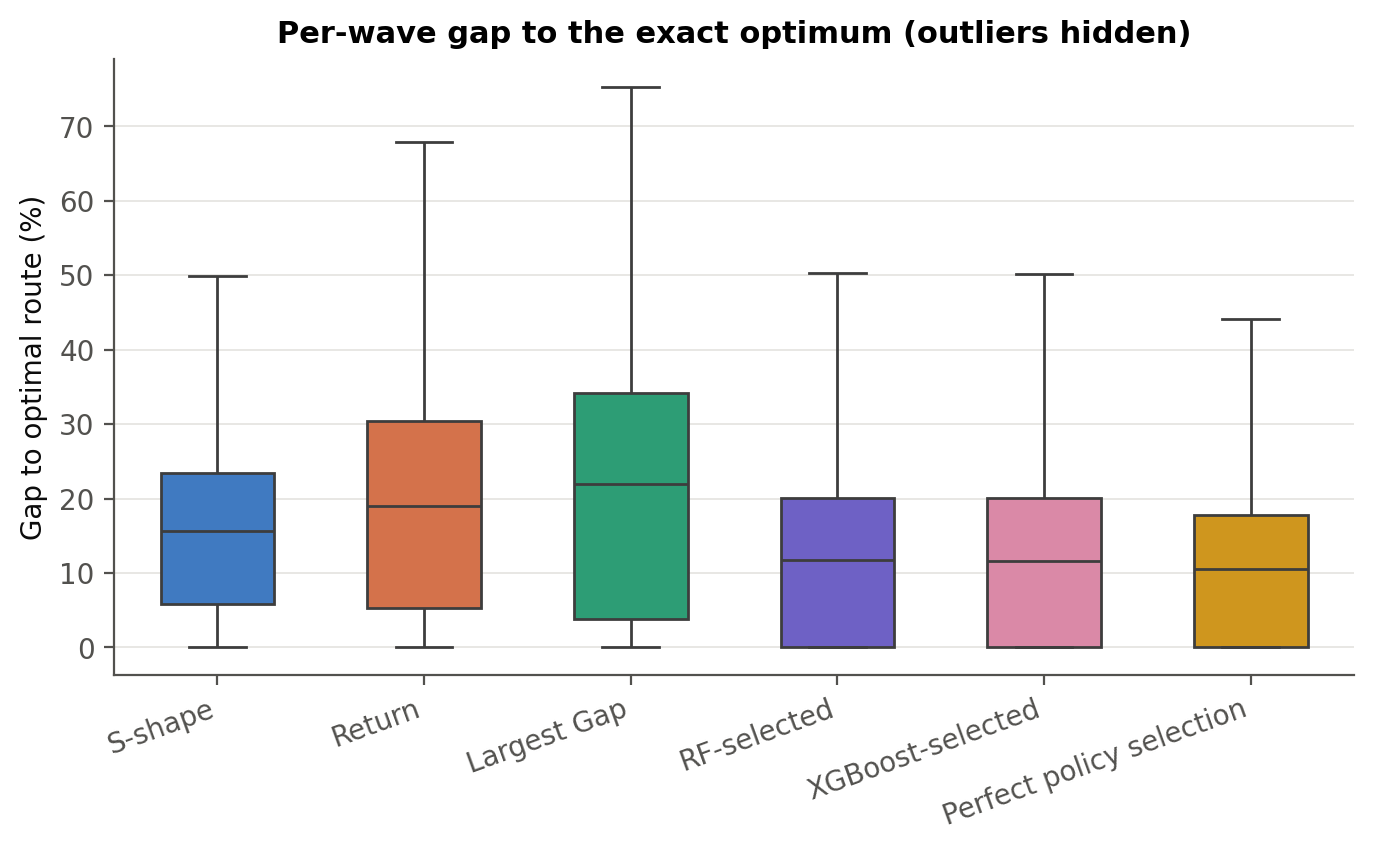 Per-wave gap to the exact optimum (outliers hidden)
Gap to optimal route (%)
70
60
50
40
30
20
10
0
S-shape
Return
Largest Gap
RF-selected
XGBoost-selected
Perfect policy selection